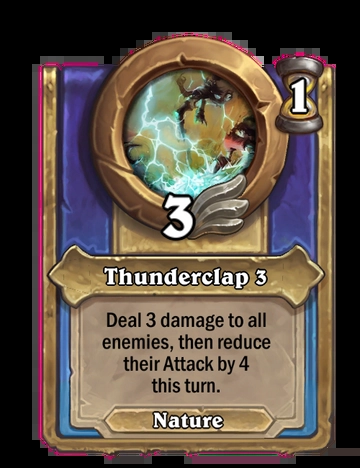 1
3
Thunderclap 3
Deal 3 damage to all
enemies, then reduce
their Attack by 4
this turn.
Nature